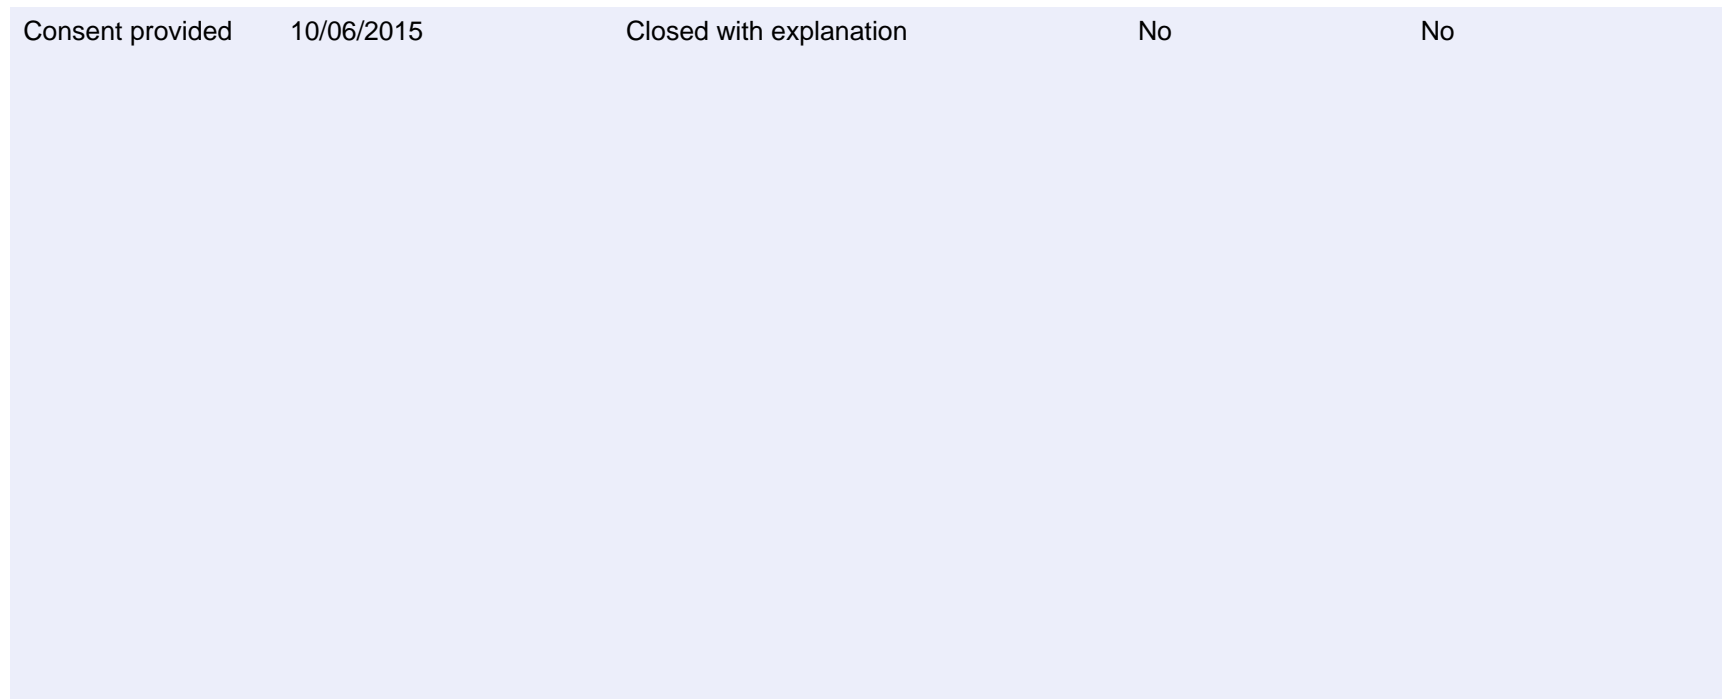 Consent provided 10/06/2015 Closed with explanation No No